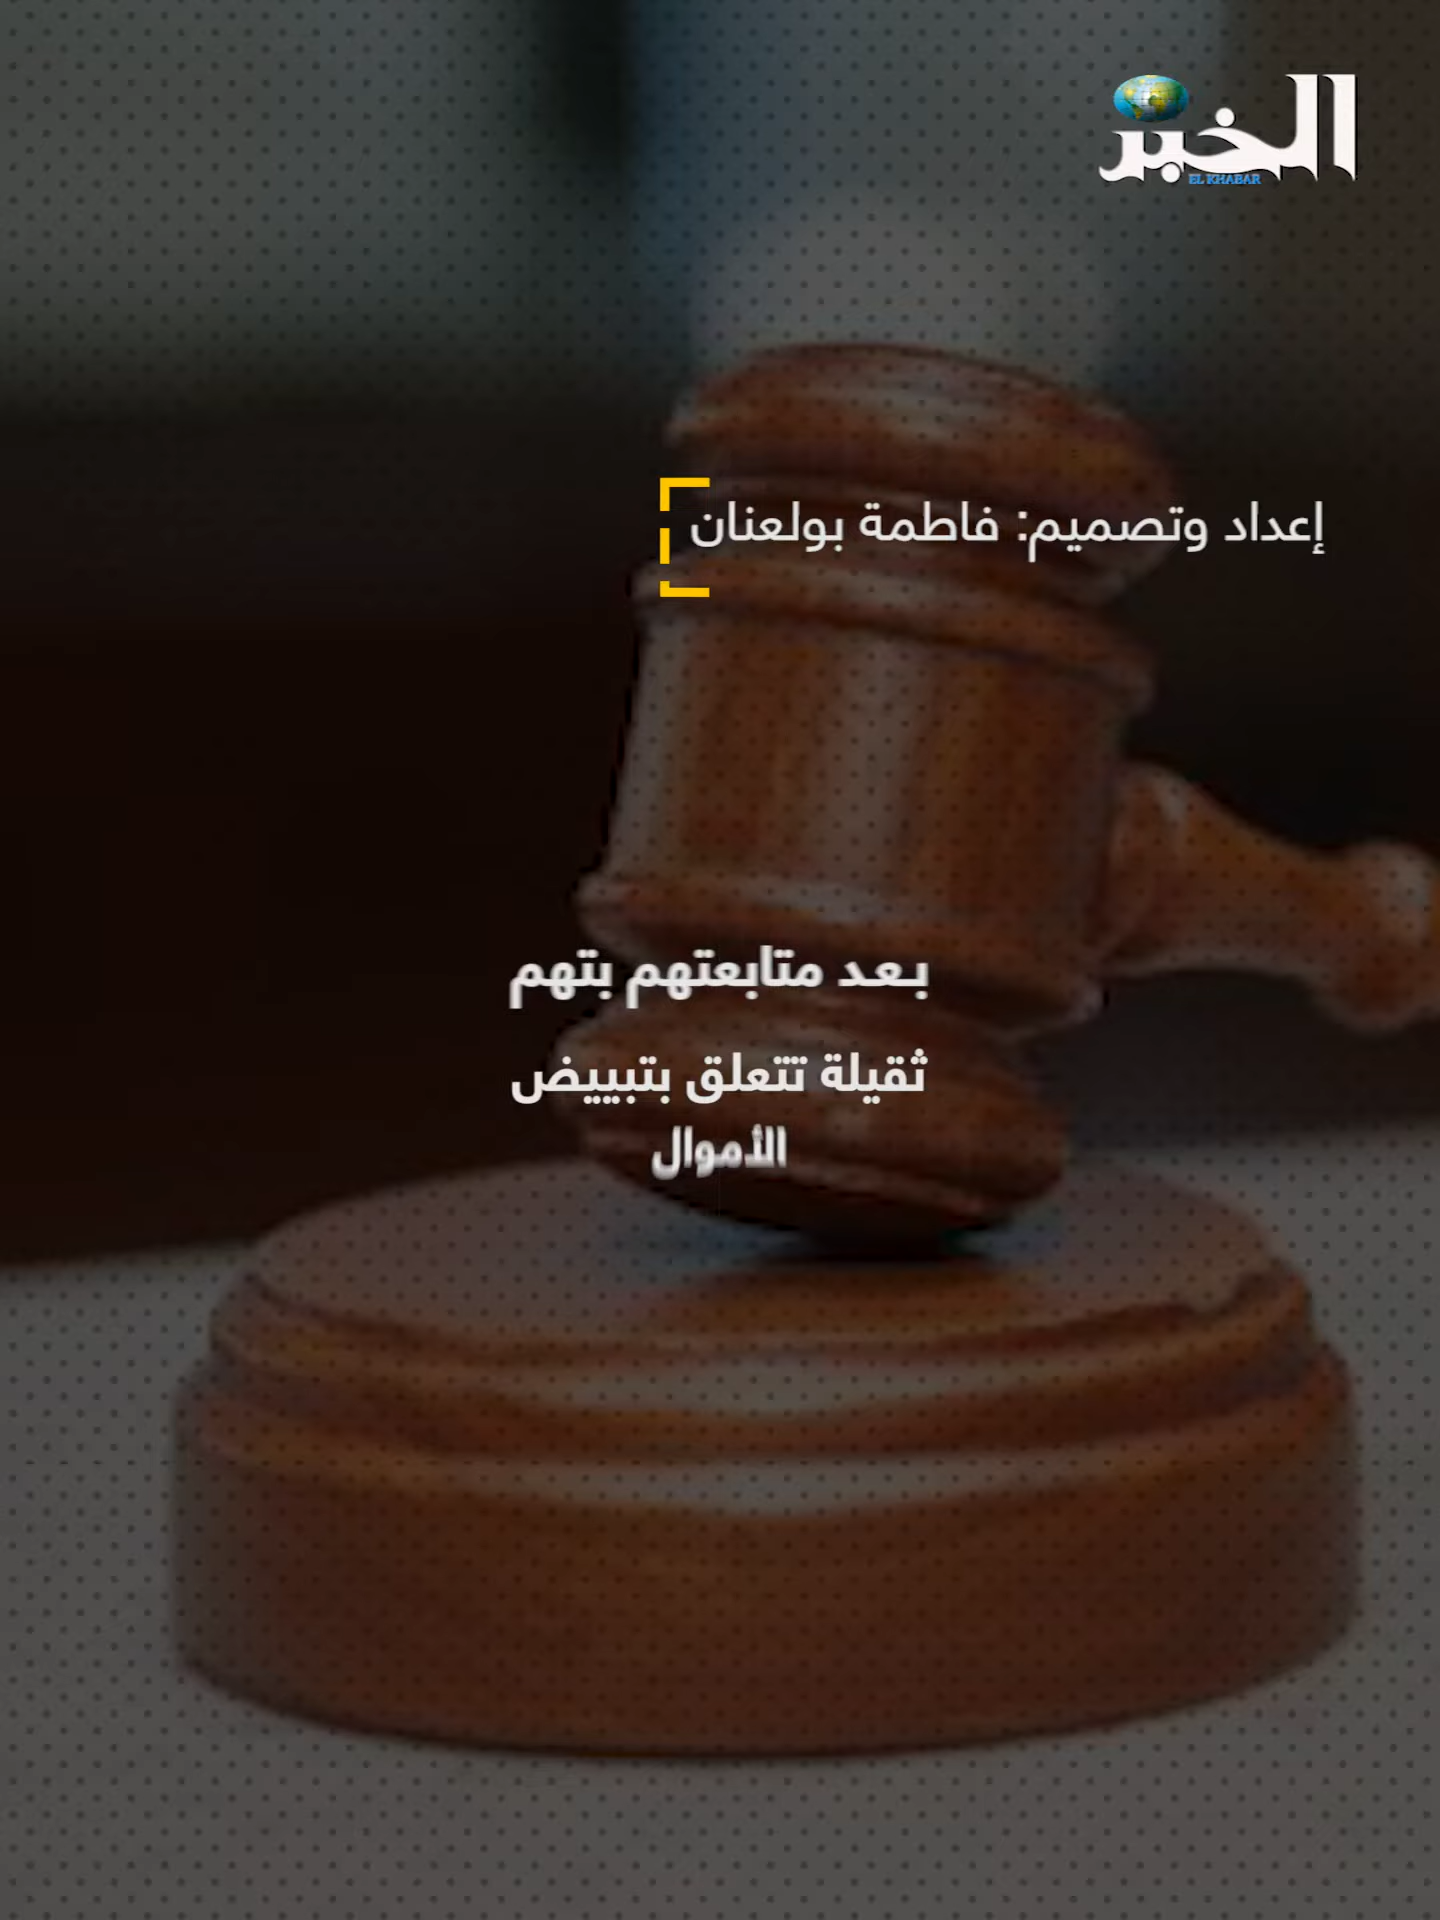 الخبر
EL KHABAR
إعداد وتصميم: فاطمة بولعنان
بعد متابعتهم بتهم
ثقيلة تتعلق بتبييض
الأموال